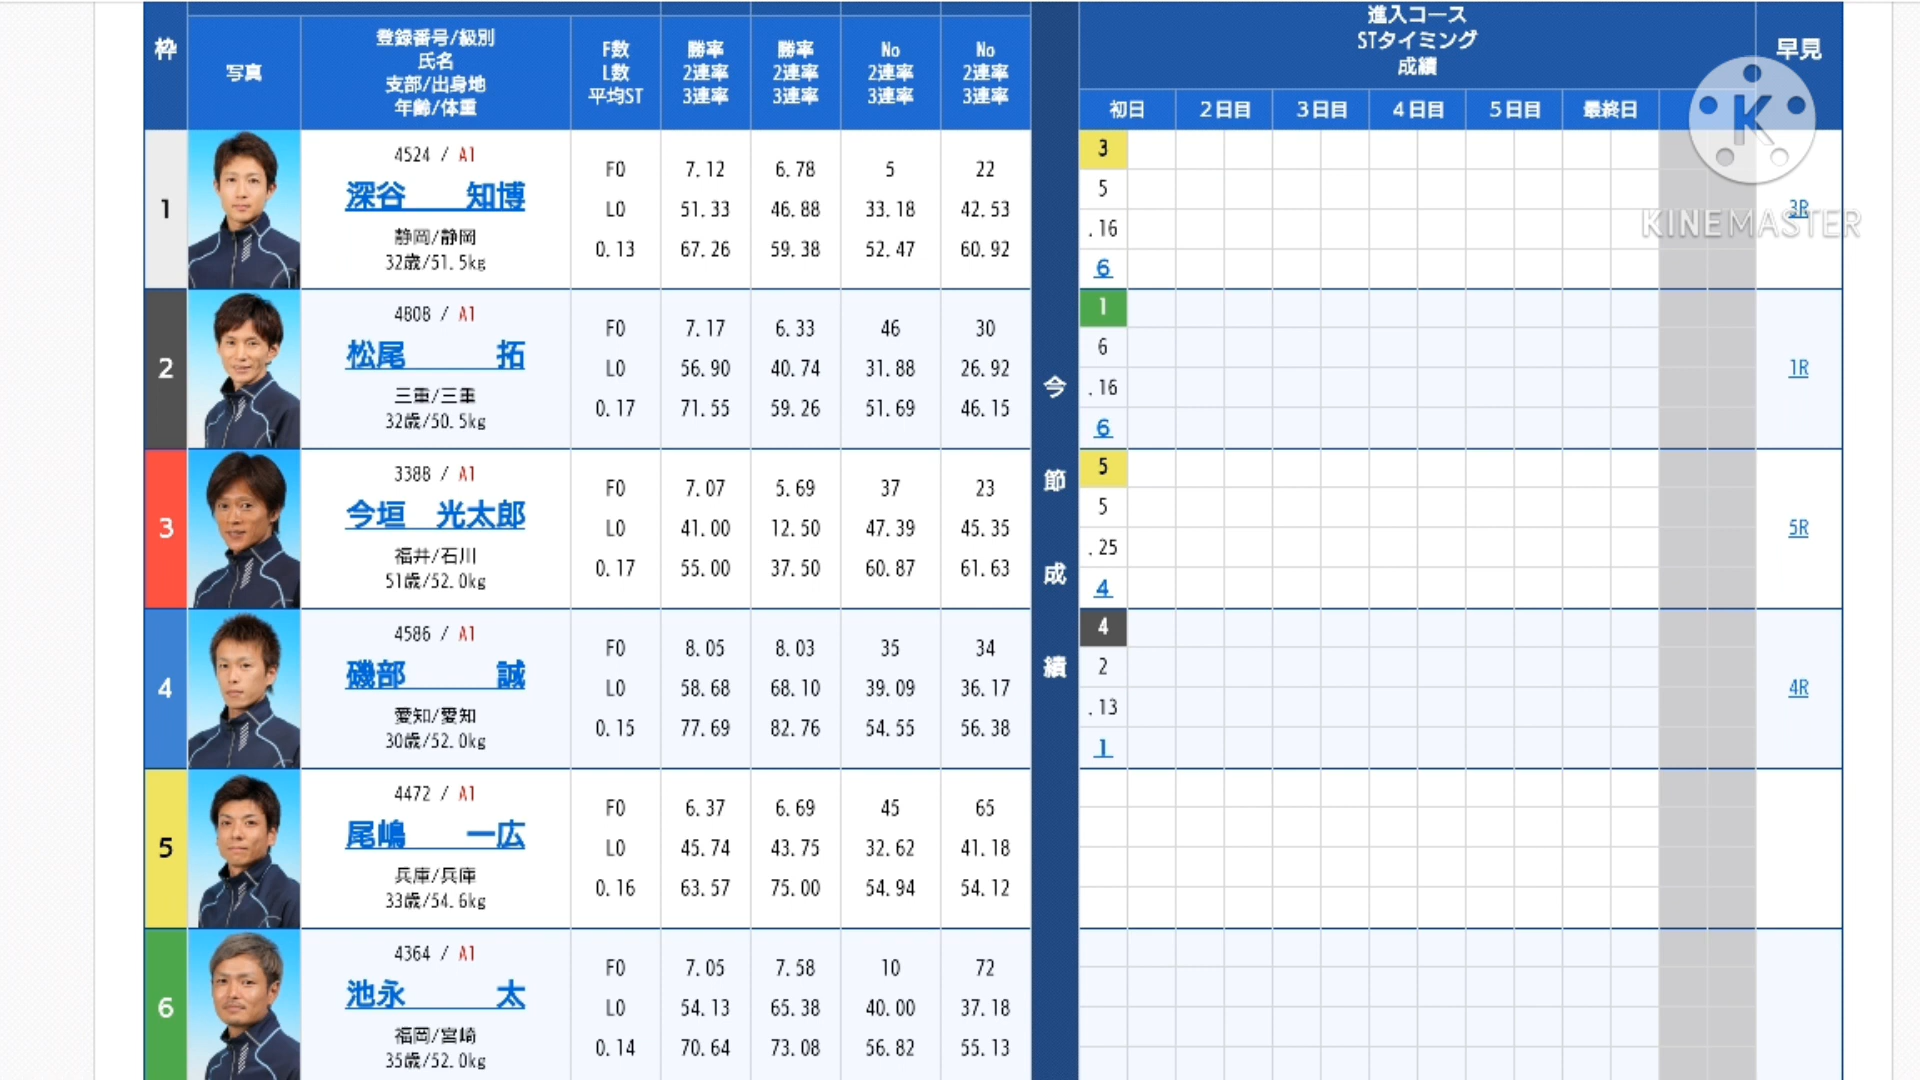 枠
写真
登録番号/級別
氏名
支部/出身地
年齢/体重
F数
L数
平均ST
勝率
2連率
3連率
勝率
2連率
3連率
No
2連率
3連率
No
2連率
3連率
進入コース
STタイミング
成績
早見
初日
2日目
3日目
4日目
5日目
最終日
今節成績
1
4524 / A1
深谷 知博
静岡/静岡
32歳/51.5kg
F0
L0
0.13
7.12
51.33
67.26
6.78
46.88
59.38
5
33.18
52.47
22
42.53
60.92
3
5
.16
6
3R
2
4808 / A1
松尾 拓
三重/三重
32歳/50.5kg
F0
L0
0.17
7.17
56.90
71.55
6.33
40.74
59.26
46
31.88
51.69
30
26.92
46.15
1
6
.16
6
1R
3
3388 / A1
今垣 光太郎
福井/石川
51歳/52.0kg
F0
L0
0.17
7.07
41.00
55.00
5.69
12.50
37.50
37
47.39
60.87
23
45.35
61.63
5
5
.25
4
5R
4
4586 / A1
磯部 誠
愛知/愛知
30歳/52.0kg
F0
L0
0.15
8.05
58.68
77.69
8.03
68.10
82.76
35
39.09
54.55
34
36.17
56.38
4
2
.13
1
4R
5
4472 / A1
尾嶋 一広
兵庫/兵庫
33歳/54.6kg
F0
L0
0.16
6.37
45.74
63.57
6.69
43.75
75.00
45
32.62
54.94
65
41.18
54.12
6
4364 / A1
池永 太
福岡/宮崎
35歳/52.0kg
F0
L0
0.14
7.05
54.13
70.64
7.58
65.38
73.08
10
40.00
56.82
72
37.18
55.13
K
KINEMASTER